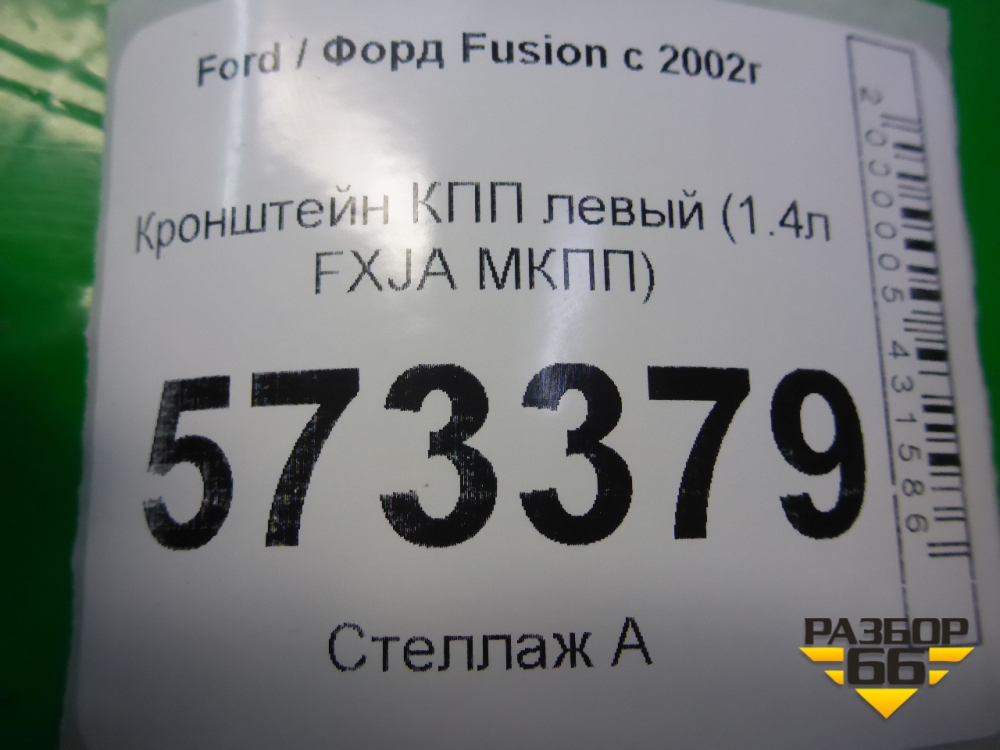 Ford / Форд Fusion с 2002г
Кронштейн КПП левый (1.4л
FXJA МКПП)
573379
Стеллаж А
2000005431586
РАЗБОР
66